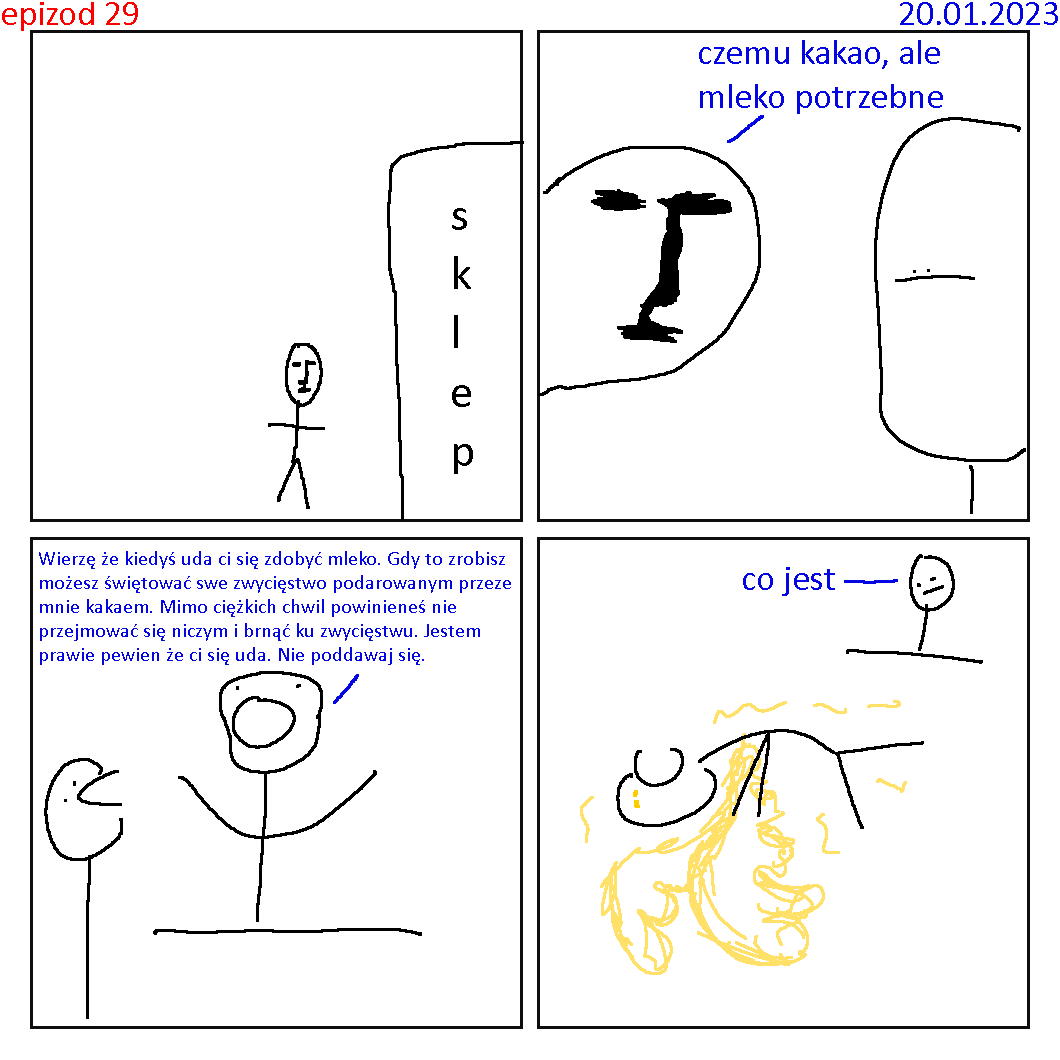 epizod 29
20.01.2023
s
k
l
e
p
czemu kakao, ale
mleko potrzebne
Wierzę że kiedyś uda ci się zdobyć mleko. Gdy to zrobisz
możesz świętować swe zwycięstwo podarowanym przeze
mnie kakaem. Mimo ciężkich chwil powinieneś nie
przejmować się niczym i brnąć ku zwycięstwu. Jestem
prawie pewien że ci się uda. Nie poddawaj się.
co jest